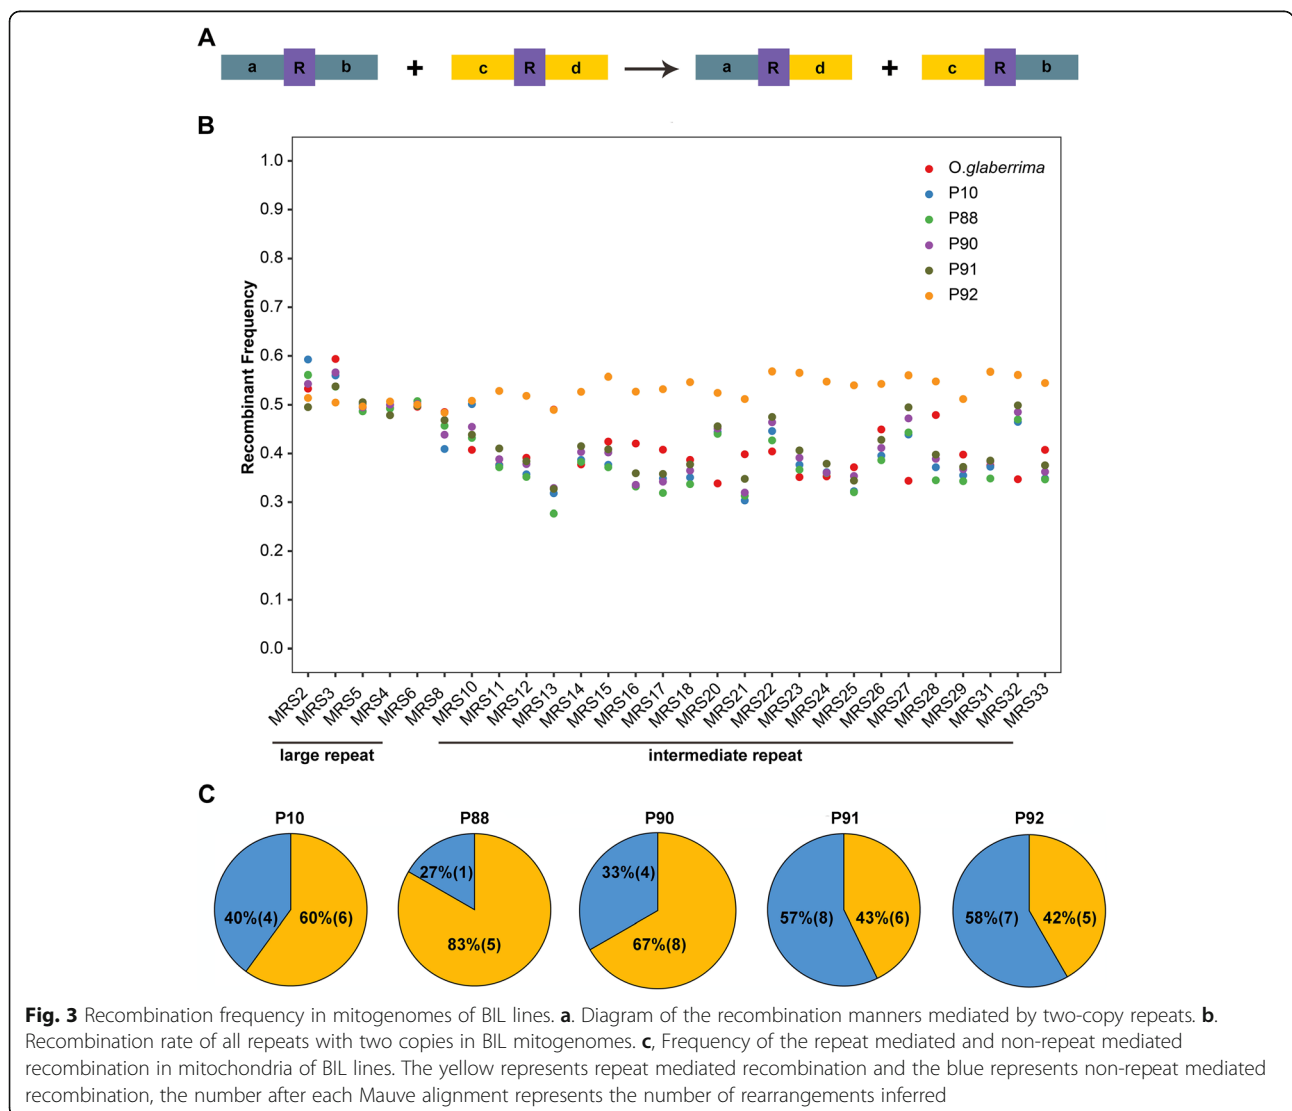 A
a R b + c R d a R d + c R b
B
Recombinant Frequency
1.0
0.9
0.8
0.7
0.6
0.5
0.4
0.3
0.2
0.1
0.0
O.glaberrima
P10
P88
P90
P91
P92
MRS2 MRS3 MRS5 MRS4 MRS6 MRS8 MRS10 MRS11 MRS12 MRS13 MRS14 MRS15 MRS16 MRS17 MRS18 MRS20 MRS21 MRS22 MRS23 MRS24 MRS25 MRS26 MRS27 MRS28 MRS29 MRS31 MRS32 MRS33
large repeat intermediate repeat
C
P10 P88 P90 P91 P92
40%(4) 60%(6) 27%(1) 83%(5) 33%(4) 67%(8) 57%(8) 43%(6) 58%(7) 42%(5)
Fig. 3 Recombination frequency in mitogenomes of BIL lines. a. Diagram of the recombination manners mediated by two-copy repeats. b.
Recombination rate of all repeats with two copies in BIL mitogenomes. c, Frequency of the repeat mediated and non-repeat mediated
recombination in mitochondria of BIL lines. The yellow represents repeat mediated recombination and the blue represents non-repeat mediated
recombination, the number after each Mauve alignment represents the number of rearrangements inferred